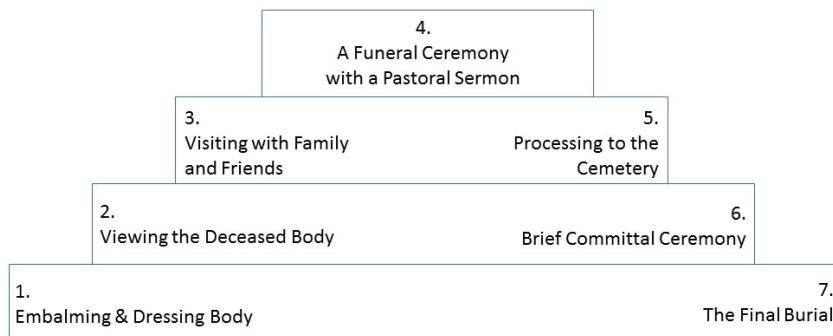 4.
A Funeral Ceremony
with a Pastoral Sermon
3.
Visiting with Family
and Friends
5.
Processing to the
Cemetery
2.
Viewing the Deceased Body
6.
Brief Committal Ceremony
1.
Embalming & Dressing Body
7.
The Final Burial